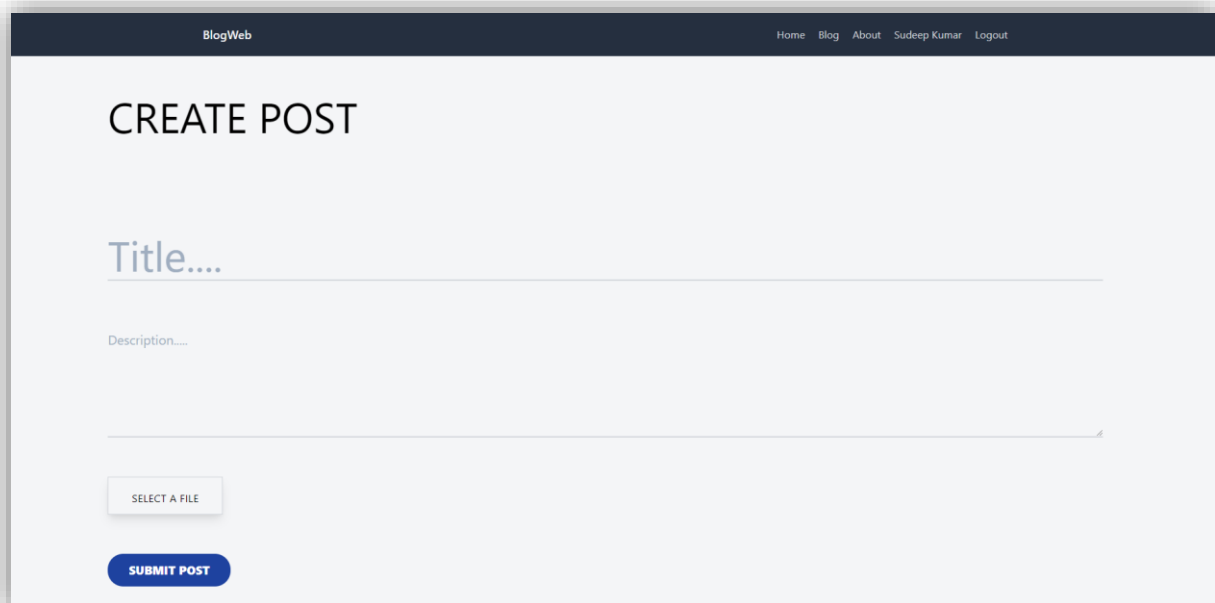 BlogWeb Home Blog About Sudeep Kumar Logout
CREATE POST
Title....
Description.....
SELECT A FILE
SUBMIT POST